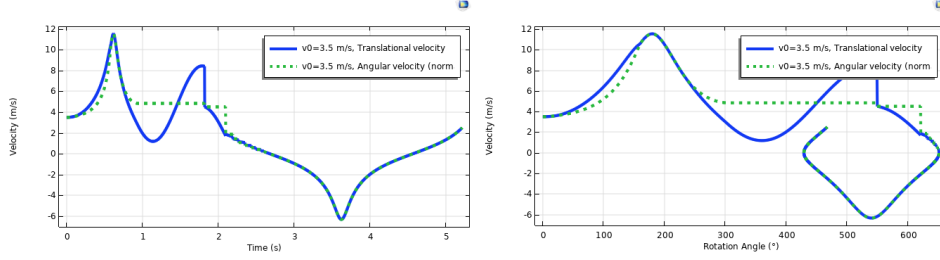 12
10
8
6
4
2
0
-2
-4
-6
Velocity (m/s)
v0=3.5 m/s, Translational velocity
v0=3.5 m/s, Angular velocity (norm
0 1 2 3 4 5
Time (s)
12
10
8
6
4
2
0
-2
-4
-6
Velocity (m/s)
v0=3.5 m/s, Translational velocity
v0=3.5 m/s, Angular velocity (norm
0 100 200 300 400 500 600
Rotation Angle (°)